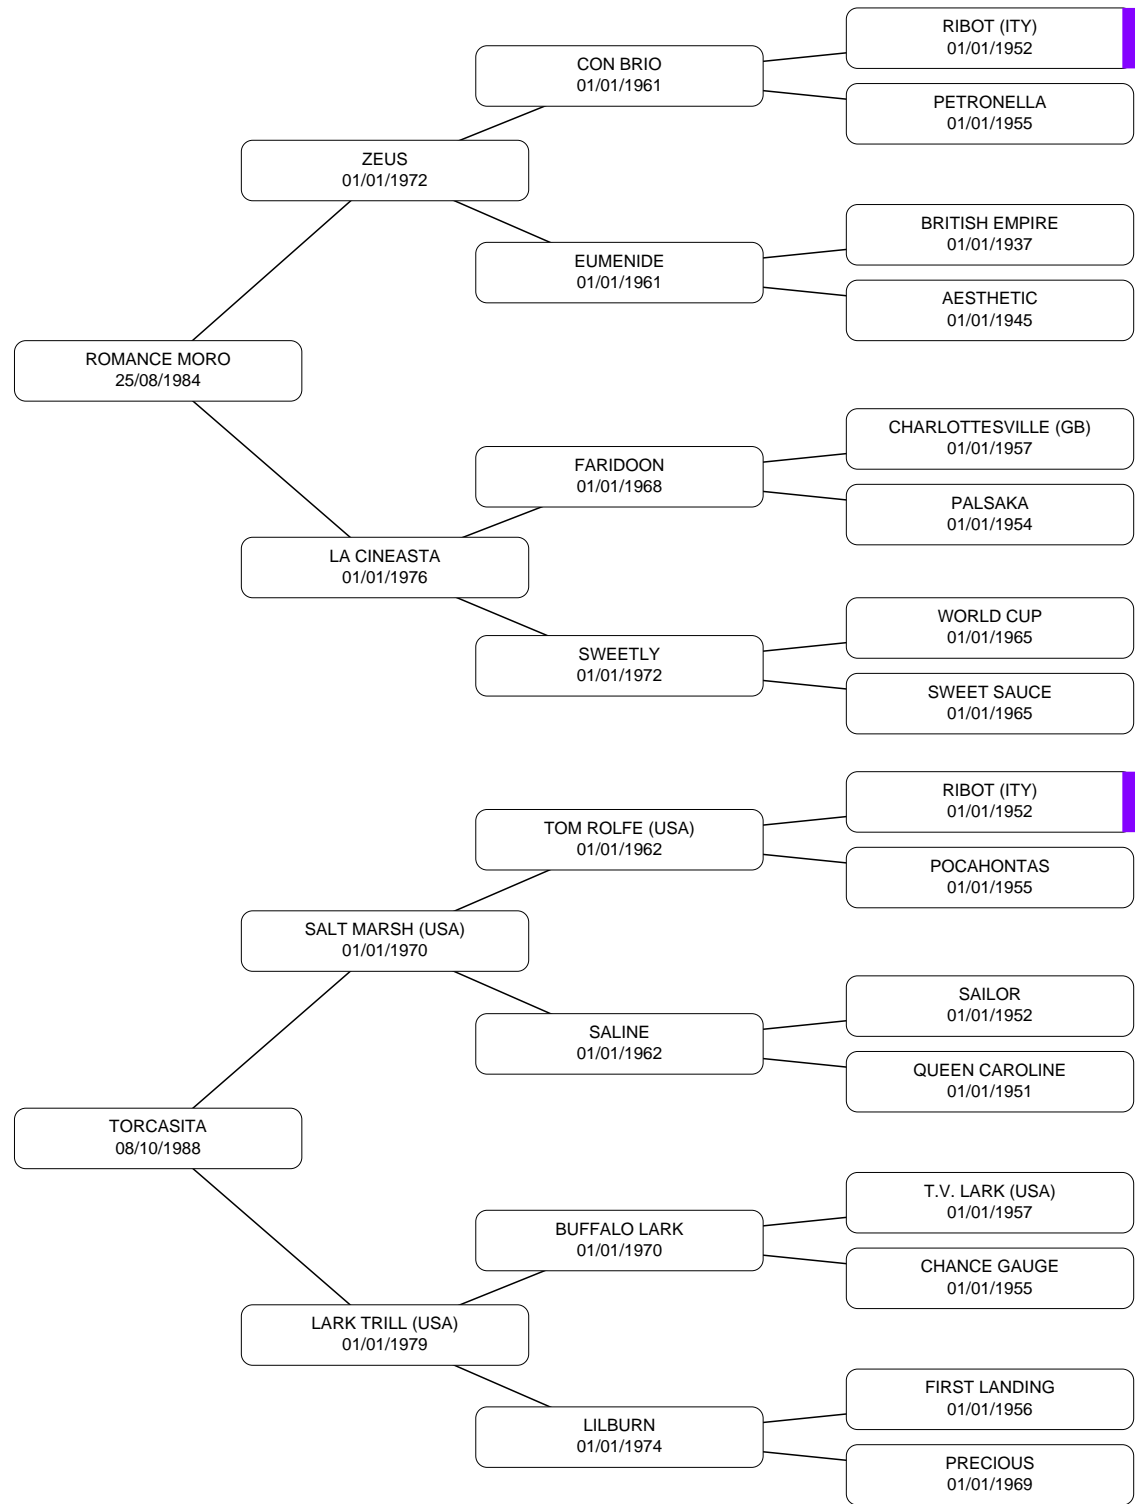 RIBOT (ITY)
01/01/1952
CON BRIO
01/01/1961
PETRONELLA
01/01/1955
ZEUS
01/01/1972
BRITISH EMPIRE
01/01/1937
EUMENIDE
01/01/1961
AESTHETIC
01/01/1945
ROMANCE MORO
25/08/1984
CHARLOTTESVILLE (GB)
01/01/1957
FARIDOON
01/01/1968
PALSAKA
01/01/1954
LA CINEASTA
01/01/1976
WORLD CUP
01/01/1965
SWEETLY
01/01/1972
SWEET SAUCE
01/01/1965
RIBOT (ITY)
01/01/1952
TOM ROLFE (USA)
01/01/1962
POCAHONTAS
01/01/1955
SALT MARSH (USA)
01/01/1970
SAILOR
01/01/1952
SALINE
01/01/1962
QUEEN CAROLINE
01/01/1951
TORCASITA
08/10/1988
T.V. LARK (USA)
01/01/1957
BUFFALO LARK
01/01/1970
CHANCE GAUGE
01/01/1955
LARK TRILL (USA)
01/01/1979
FIRST LANDING
01/01/1956
LILBURN
01/01/1974
PRECIOUS
01/01/1969